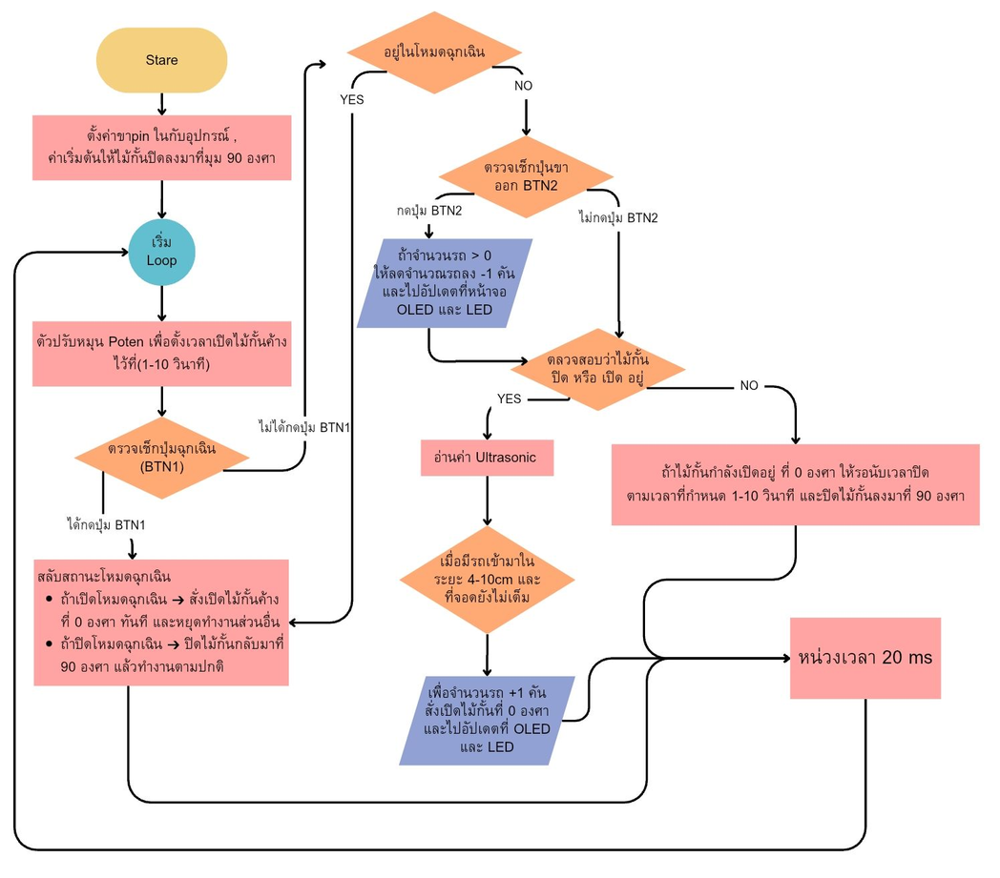 Stare
ตั้งค่าขาpin ในกับอุปกรณ์ ,
ค่าเริ่มต้นให้ไม้กั้นปิดลงมาที่มุม 90 องศา
เริ่ม
Loop
ตัวปรับหมุน Poten เพื่อตั้งเวลาเปิดไม้กั้นค้าง
ไว้ที่(1-10 วินาที)
ตรวจเช็กปุ่มฉุกเฉิน
(BTN1)
ไม่ได้กดปุ่ม BTN1
ได้กดปุ่ม BTN1
สลับสถานะโหมดฉุกเฉิน
• ถ้าเปิดโหมดฉุกเฉิน → สั่งเปิดไม้กั้นค้าง
ที่ 0 องศา ทันที และหยุดทำงานส่วนอื่น
• ถ้าปิดโหมดฉุกเฉิน → ปิดไม้กั้นกลับมาที่
90 องศา แล้วทำงานตามปกติ
อยู่ในโหมดฉุกเฉิน
YES
NO
ตรวจเช็กปุ่นขา
ออก BTN2
กดปุ่ม BTN2
ไม่กดปุ่ม BTN2
ถ้าจำนวนรถ > 0
ให้ลดจำวนณรถลง -1 คัน
และไปอัปเดตที่หน้าจอ
OLED และ LED
ตลวจสอบว่าไม้กั้น
ปิด หรือ เปิด อยู่
YES
NO
อ่านค่า Ultrasonic
ถ้าไม้กั้นกำลังเปิดอยู่ ที่ 0 องศา ให้รอนับเวลาปิด
ตามเวลาที่กำหนด 1-10 วินาที และปิดไม้กั้นลงมาที่ 90 องศา
เมื่อมีรถเข้ามาใน
ระยะ 4-10cm และ
ที่จอดยังไม่เต็ม
เพื่อจำนวนรถ +1 คัน
สั่งเปิดไม้กั้นที่ 0 องศา
และไปอัปเดตที่ OLED
และ LED
หน่วงเวลา 20 ms